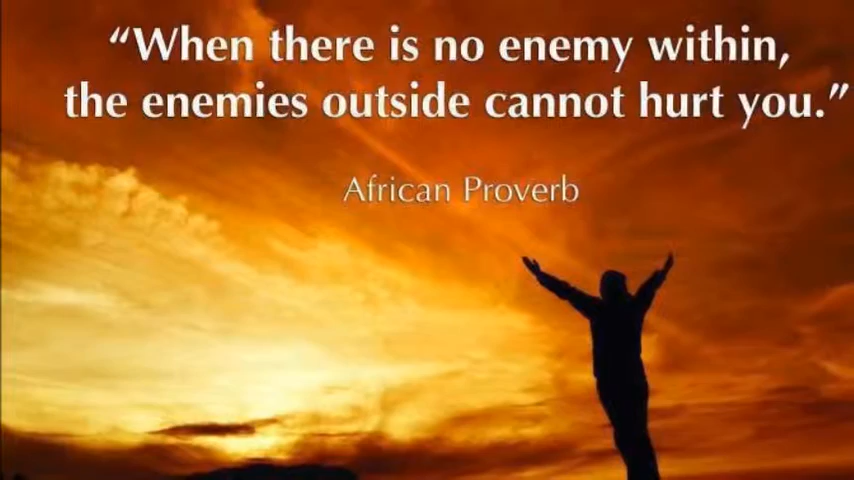 “When there is no enemy within,
the enemies outside cannot hurt you.”
African Proverb